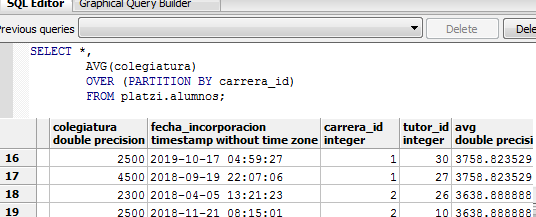 SQL Editor Graphical Query Builder
Previous queries Delete
SELECT *,
AVG(colegiatura)
OVER (PARTITION BY carrera_id)
FROM platzi.alumnos;
colegiatura fecha_incorporacion carrera_id tutor_id avg
double precision timestamp without time zone integer integer double precisi
16 2500 2019-10-17 04:59:27 1 30 3758.823529
17 4500 2018-09-19 22:07:06 1 27 3758.823529
18 2300 2018-04-05 13:21:23 2 26 3638.888888
19 2500 2018-11-21 08:15:01 2 10 3638.888888